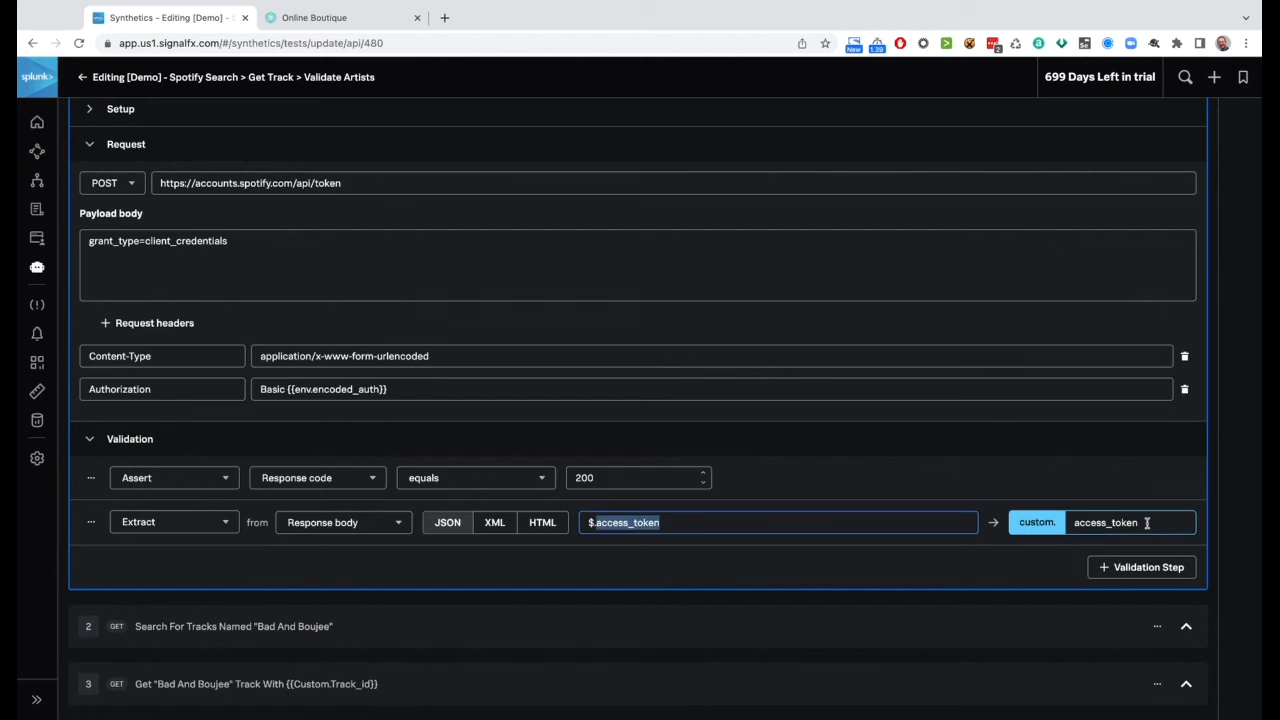 Synthetics - Editing [Demo] -
Online Boutique
app.us1.signalfx.com/#/synthetics/tests/update/api/480
New
1.39
2
splunk>
Editing [Demo] - Spotify Search > Get Track > Validate Artists
699 Days Left in trial
Setup
Request
POST
https://accounts.spotify.com/api/token
Payload body
grant_type=client_credentials
+ Request headers
Content-Type
application/x-www-form-urlencoded
Authorization
Basic {{env.encoded_auth}}
Validation
... Assert Response code equals 200
... Extract from Response body JSON XML HTML $.access_token → custom. access_token
+ Validation Step
2 GET Search For Tracks Named "Bad And Boujee" ...
3 GET Get "Bad And Boujee" Track With {{Custom.Track_id}} ...